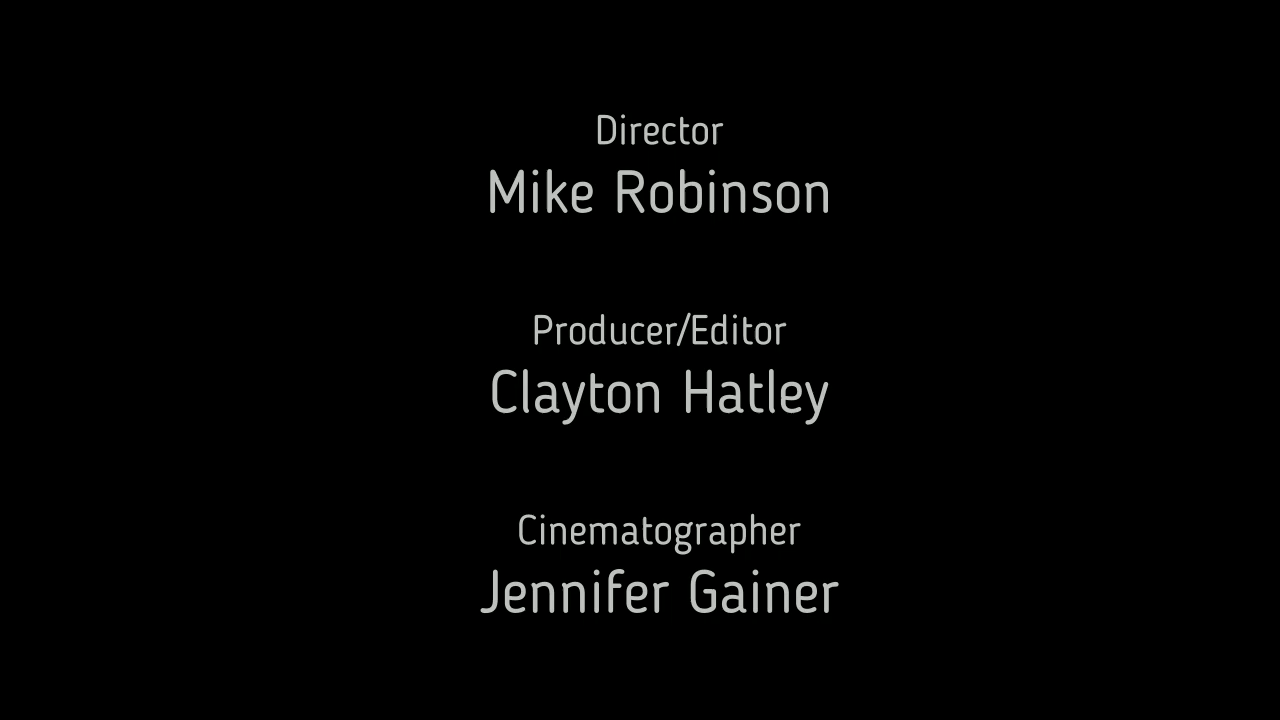 Director
Mike Robinson
Producer/Editor
Clayton Hatley
Cinematographer
Jennifer Gainer